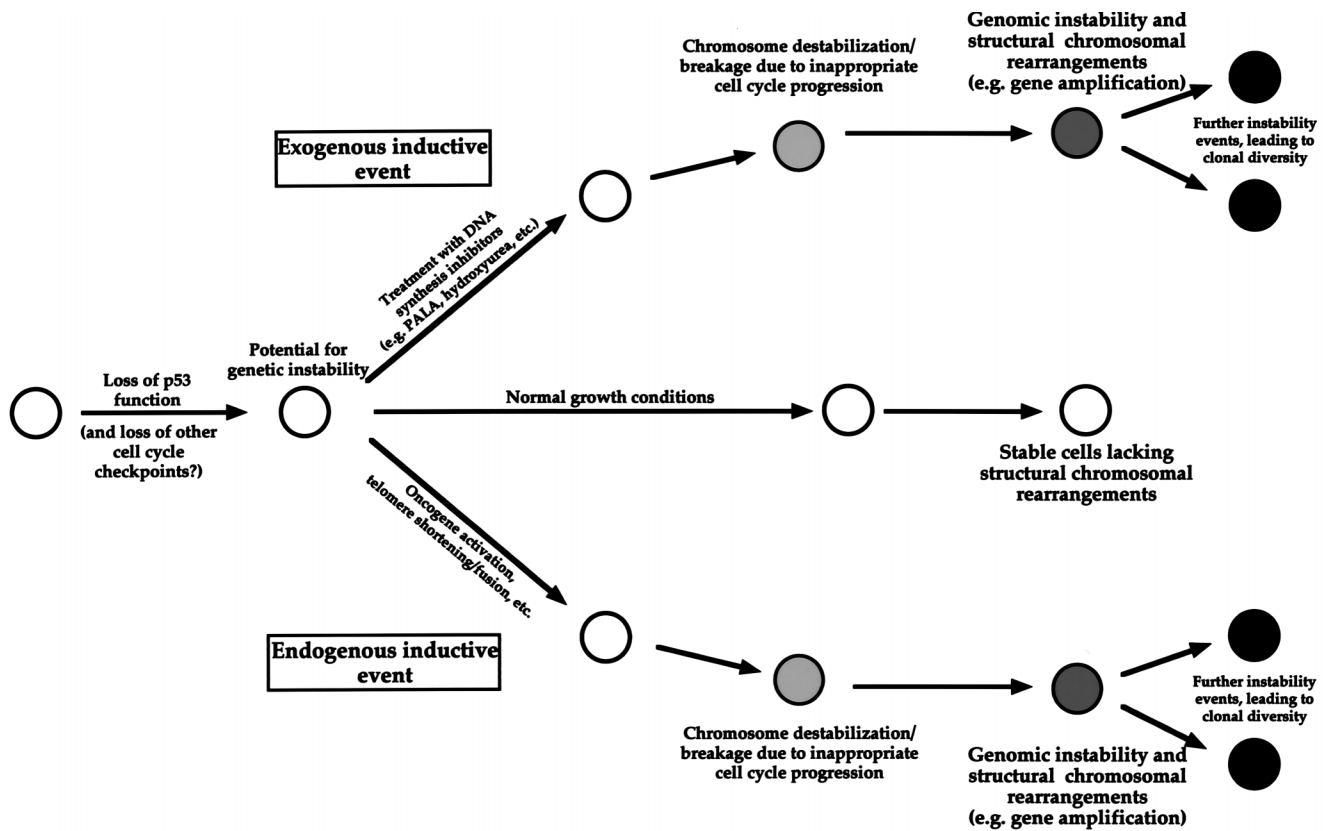 Chromosome destabilization/
breakage due to inappropriate
cell cycle progression
Genomic instability and
structural chromosomal
rearrangements
(e.g. gene amplification)
Further instability
events, leading to
clonal diversity
Exogenous inductive
event
Treatment with DNA
synthesis inhibitors
(e.g. PALA, hydroxyurea, etc.)
Potential for
genetic instability
Loss of p53
function
(and loss of other
cell cycle
checkpoints?)
Normal growth conditions
Stable cells lacking
structural chromosomal
rearrangements
Oncogene activation,
telomere shortening/fusion, etc.
Endogenous inductive
event
Chromosome destabilization/
breakage due to inappropriate
cell cycle progression
Genomic instability and
structural chromosomal
rearrangements
(e.g. gene amplification)
Further instability
events, leading to
clonal diversity